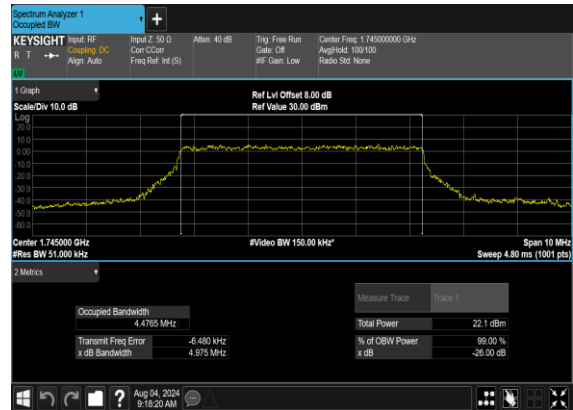 Spectrum Analyzer 1
Occupied BW
+
KEYSIGHT Input: RF Input Z: 50 Ω Atten: 40 dB Trig: Free Run Center Freq: 1.745000000 GHz
R T Coupling: DC Corr CCorr Gate: Off Avg|Hold: 100/100
Align: Auto Freq Ref: Int (S) #IF Gain: Low Radio Std: None
LXI
1 Graph
Ref Lvl Offset 8.00 dB
Scale/Div 10.0 dB Ref Value 30.00 dBm
Log
20.0
10.0
0.00
-10.0
-20.0
-30.0
-40.0
-50.0
-60.0
Center 1.745000 GHz #Video BW 150.00 kHz* Span 10 MHz
#Res BW 51.000 kHz Sweep 4.80 ms (1001 pts)
2 Metrics
Measure Trace Trace 1
Occupied Bandwidth
4.4765 MHz Total Power 22.1 dBm
Transmit Freq Error -6.480 kHz % of OBW Power 99.00 %
x dB Bandwidth 4.975 MHz x dB -26.00 dB
? Aug 04, 2024
9:18:20 AM